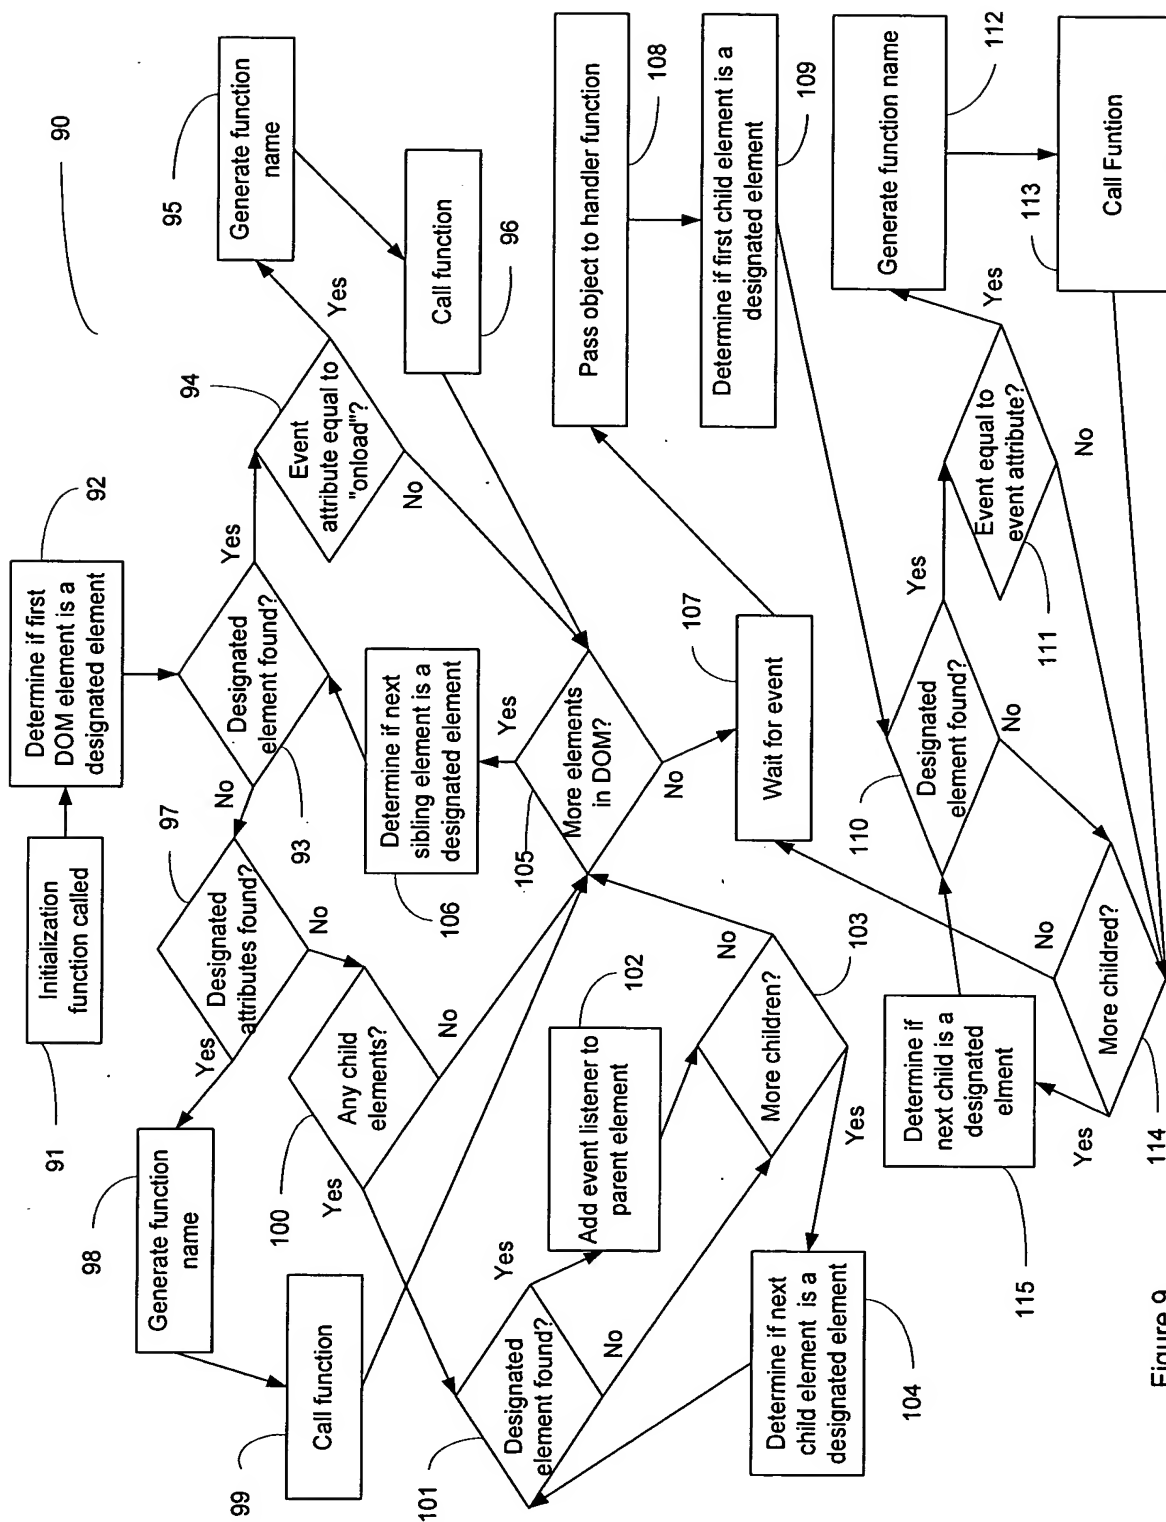 90
91
Initialization
function called
92
Determine if first
DOM element is a
designated element
93
Designated
element found?
Yes
No
94
Event
attribute equal to
"onload"?
Yes
No
95
Generate function
name
96
Call function
97
Designated
attributes found?
Yes
No
98
Generate function
name
99
Call function
100
Any child
elements?
Yes
No
101
Designated
element found?
Yes
No
102
Add event listener to
parent element
103
More children?
No
Yes
104
Determine if next
child element is a
designated element
105
More elements
in DOM?
Yes
No
106
Determine if next
sibling element is a
designated element
107
Wait for event
108
Pass object to handler function
109
Determine if first child element is a
designated element
110
Designated
element found?
Yes
No
111
Event equal to
event attribute?
Yes
No
112
Generate function name
113
Call Funtion
114
More childred?
No
Yes
115
Determine if
next child is a
designated
elment
Figure 9